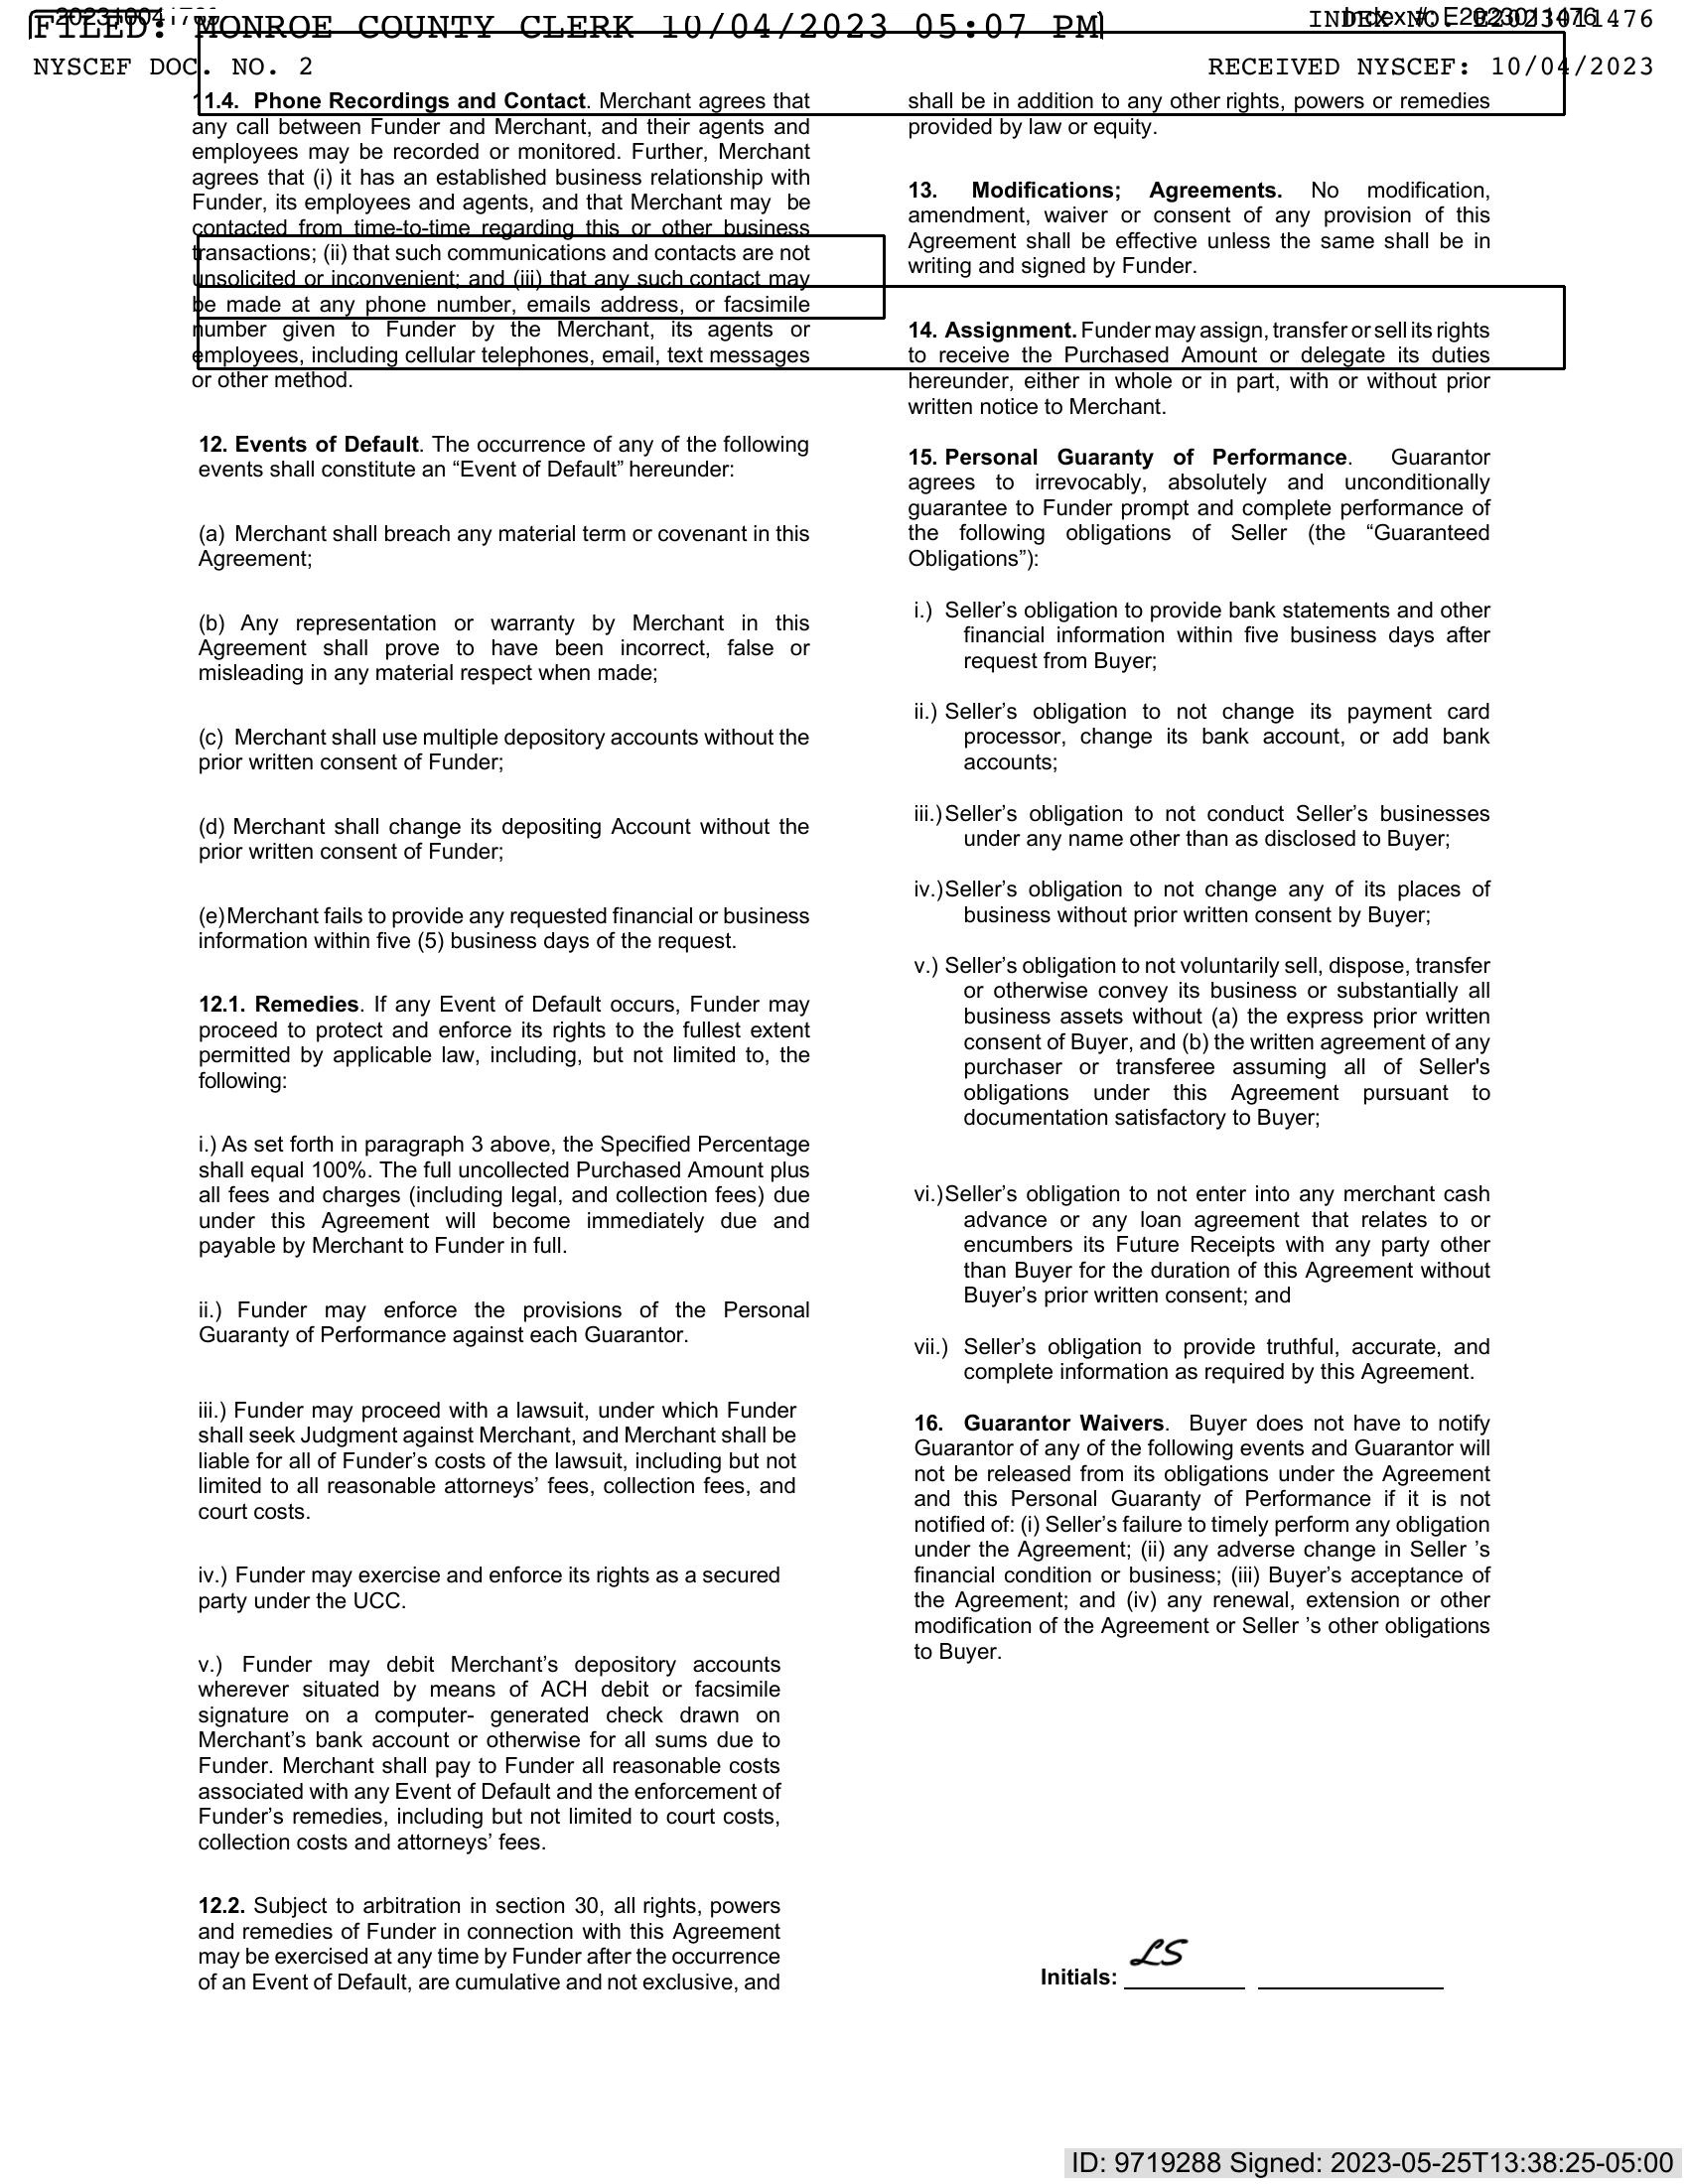 FILED: MONROE COUNTY CLERK 10/04/2023 05:07 PM
INDEX NO. E2023011476
Index #: E2023011476
NYSCEF DOC. NO. 2
RECEIVED NYSCEF: 10/04/2023
11.4. Phone Recordings and Contact. Merchant agrees that
any call between Funder and Merchant, and their agents and
employees may be recorded or monitored. Further, Merchant
agrees that (i) it has an established business relationship with
Funder, its employees and agents, and that Merchant may be
contacted from time-to-time regarding this or other business
transactions; (ii) that such communications and contacts are not
unsolicited or inconvenient; and (iii) that any such contact may
be made at any phone number, emails address, or facsimile
number given to Funder by the Merchant, its agents or
employees, including cellular telephones, email, text messages
or other method.
12. Events of Default. The occurrence of any of the following
events shall constitute an “Event of Default” hereunder:
(a) Merchant shall breach any material term or covenant in this
Agreement;
(b) Any representation or warranty by Merchant in this
Agreement shall prove to have been incorrect, false or
misleading in any material respect when made;
(c) Merchant shall use multiple depository accounts without the
prior written consent of Funder;
(d) Merchant shall change its depositing Account without the
prior written consent of Funder;
(e)Merchant fails to provide any requested financial or business
information within five (5) business days of the request.
12.1. Remedies. If any Event of Default occurs, Funder may
proceed to protect and enforce its rights to the fullest extent
permitted by applicable law, including, but not limited to, the
following:
i.) As set forth in paragraph 3 above, the Specified Percentage
shall equal 100%. The full uncollected Purchased Amount plus
all fees and charges (including legal, and collection fees) due
under this Agreement will become immediately due and
payable by Merchant to Funder in full.
ii.) Funder may enforce the provisions of the Personal
Guaranty of Performance against each Guarantor.
iii.) Funder may proceed with a lawsuit, under which Funder
shall seek Judgment against Merchant, and Merchant shall be
liable for all of Funder’s costs of the lawsuit, including but not
limited to all reasonable attorneys’ fees, collection fees, and
court costs.
iv.) Funder may exercise and enforce its rights as a secured
party under the UCC.
v.) Funder may debit Merchant’s depository accounts
wherever situated by means of ACH debit or facsimile
signature on a computer- generated check drawn on
Merchant’s bank account or otherwise for all sums due to
Funder. Merchant shall pay to Funder all reasonable costs
associated with any Event of Default and the enforcement of
Funder’s remedies, including but not limited to court costs,
collection costs and attorneys’ fees.
12.2. Subject to arbitration in section 30, all rights, powers
and remedies of Funder in connection with this Agreement
may be exercised at any time by Funder after the occurrence
of an Event of Default, are cumulative and not exclusive, and
shall be in addition to any other rights, powers or remedies
provided by law or equity.
13. Modifications; Agreements. No modification,
amendment, waiver or consent of any provision of this
Agreement shall be effective unless the same shall be in
writing and signed by Funder.
14. Assignment. Funder may assign, transfer or sell its rights
to receive the Purchased Amount or delegate its duties
hereunder, either in whole or in part, with or without prior
written notice to Merchant.
15. Personal Guaranty of Performance. Guarantor
agrees to irrevocably, absolutely and unconditionally
guarantee to Funder prompt and complete performance of
the following obligations of Seller (the “Guaranteed
Obligations”):
i.) Seller’s obligation to provide bank statements and other
financial information within five business days after
request from Buyer;
ii.) Seller’s obligation to not change its payment card
processor, change its bank account, or add bank
accounts;
iii.)Seller’s obligation to not conduct Seller’s businesses
under any name other than as disclosed to Buyer;
iv.)Seller’s obligation to not change any of its places of
business without prior written consent by Buyer;
v.) Seller’s obligation to not voluntarily sell, dispose, transfer
or otherwise convey its business or substantially all
business assets without (a) the express prior written
consent of Buyer, and (b) the written agreement of any
purchaser or transferee assuming all of Seller's
obligations under this Agreement pursuant to
documentation satisfactory to Buyer;
vi.)Seller’s obligation to not enter into any merchant cash
advance or any loan agreement that relates to or
encumbers its Future Receipts with any party other
than Buyer for the duration of this Agreement without
Buyer’s prior written consent; and
vii.) Seller’s obligation to provide truthful, accurate, and
complete information as required by this Agreement.
16. Guarantor Waivers. Buyer does not have to notify
Guarantor of any of the following events and Guarantor will
not be released from its obligations under the Agreement
and this Personal Guaranty of Performance if it is not
notified of: (i) Seller’s failure to timely perform any obligation
under the Agreement; (ii) any adverse change in Seller ’s
financial condition or business; (iii) Buyer’s acceptance of
the Agreement; and (iv) any renewal, extension or other
modification of the Agreement or Seller ’s other obligations
to Buyer.
Initials: LS
ID: 9719288 Signed: 2023-05-25T13:38:25-05:00